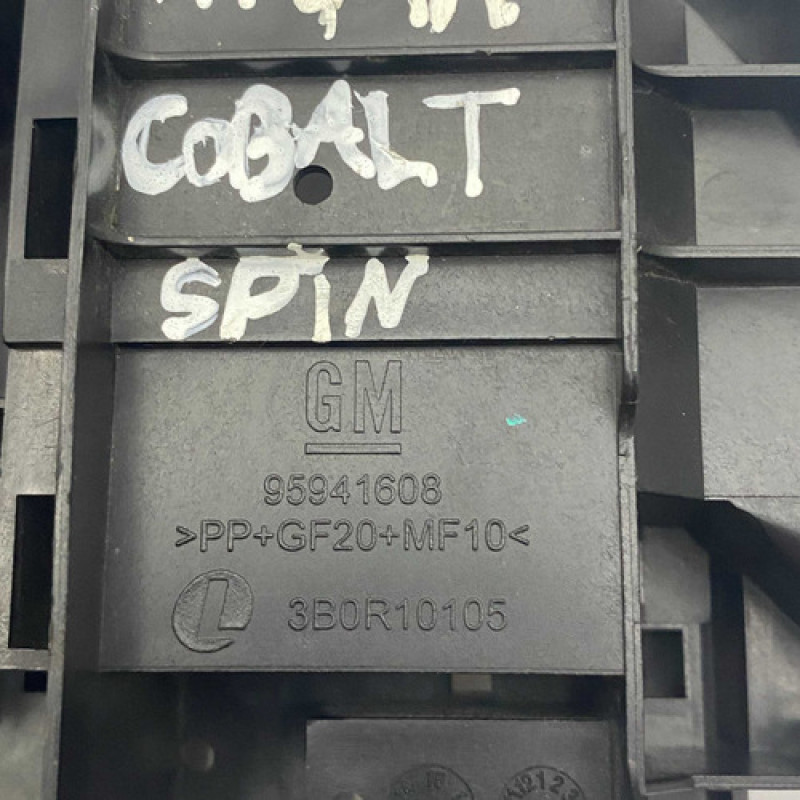 COBALT
SPIN
GM
95941608
>PP+GF20+MF10<
L 3B0R10105